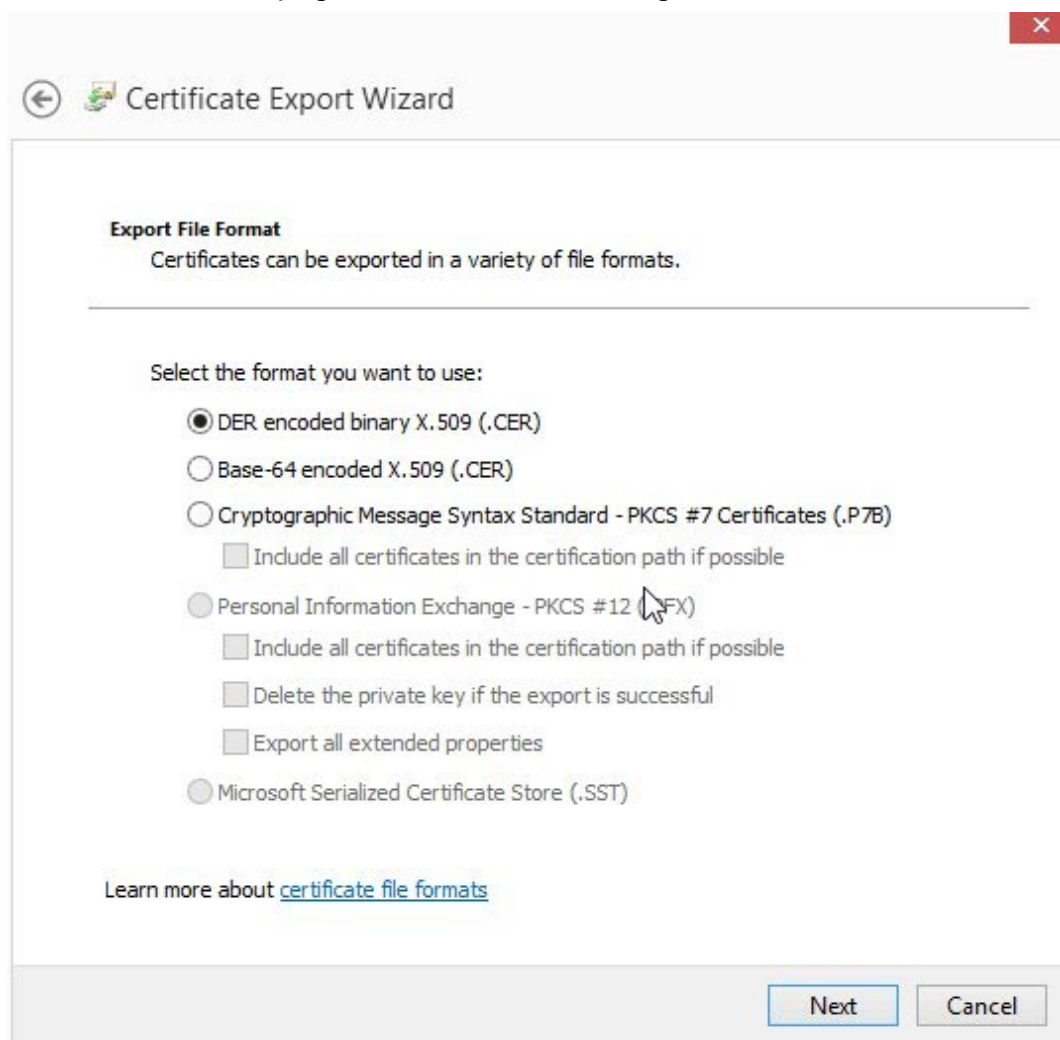 Certificate Export Wizard
Export File Format
Certificates can be exported in a variety of file formats.
Select the format you want to use:
DER encoded binary X.509 (.CER)
Base-64 encoded X.509 (.CER)
Cryptographic Message Syntax Standard - PKCS #7 Certificates (.P7B)
Include all certificates in the certification path if possible
Personal Information Exchange - PKCS #12 ( FX)
Include all certificates in the certification path if possible
Delete the private key if the export is successful
Export all extended properties
Microsoft Serialized Certificate Store (.SST)
Learn more about certificate file formats
Next Cancel